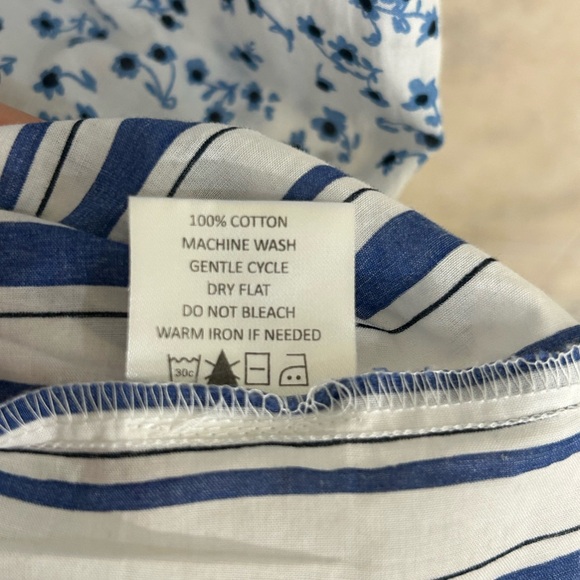 100% COTTON
MACHINE WASH
GENTLE CYCLE
DRY FLAT
DO NOT BLEACH
WARM IRON IF NEEDED
30c